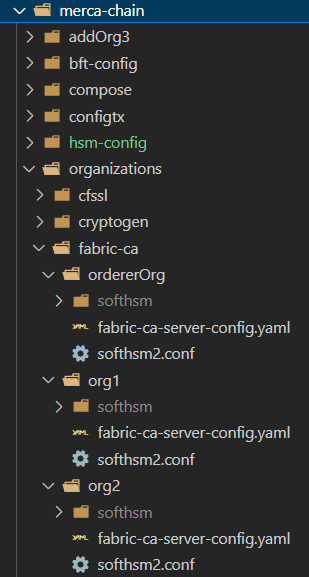 merca-chain
addOrg3
bft-config
compose
configtx
hsm-config
organizations
cfssl
cryptogen
fabric-ca
ordererOrg
softhsm
fabric-ca-server-config.yaml
softhsm2.conf
org1
softhsm
fabric-ca-server-config.yaml
softhsm2.conf
org2
softhsm
fabric-ca-server-config.yaml
softhsm2.conf